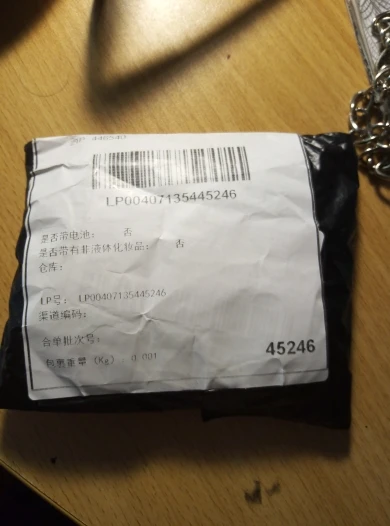 LP00407135445246
是否带电池： 否
是否带有非液体化妆品： 否
仓库：
LP号： LP00407135445246
渠道编码：
合单批次号：
包裹重量（Kg）：0.001
45246